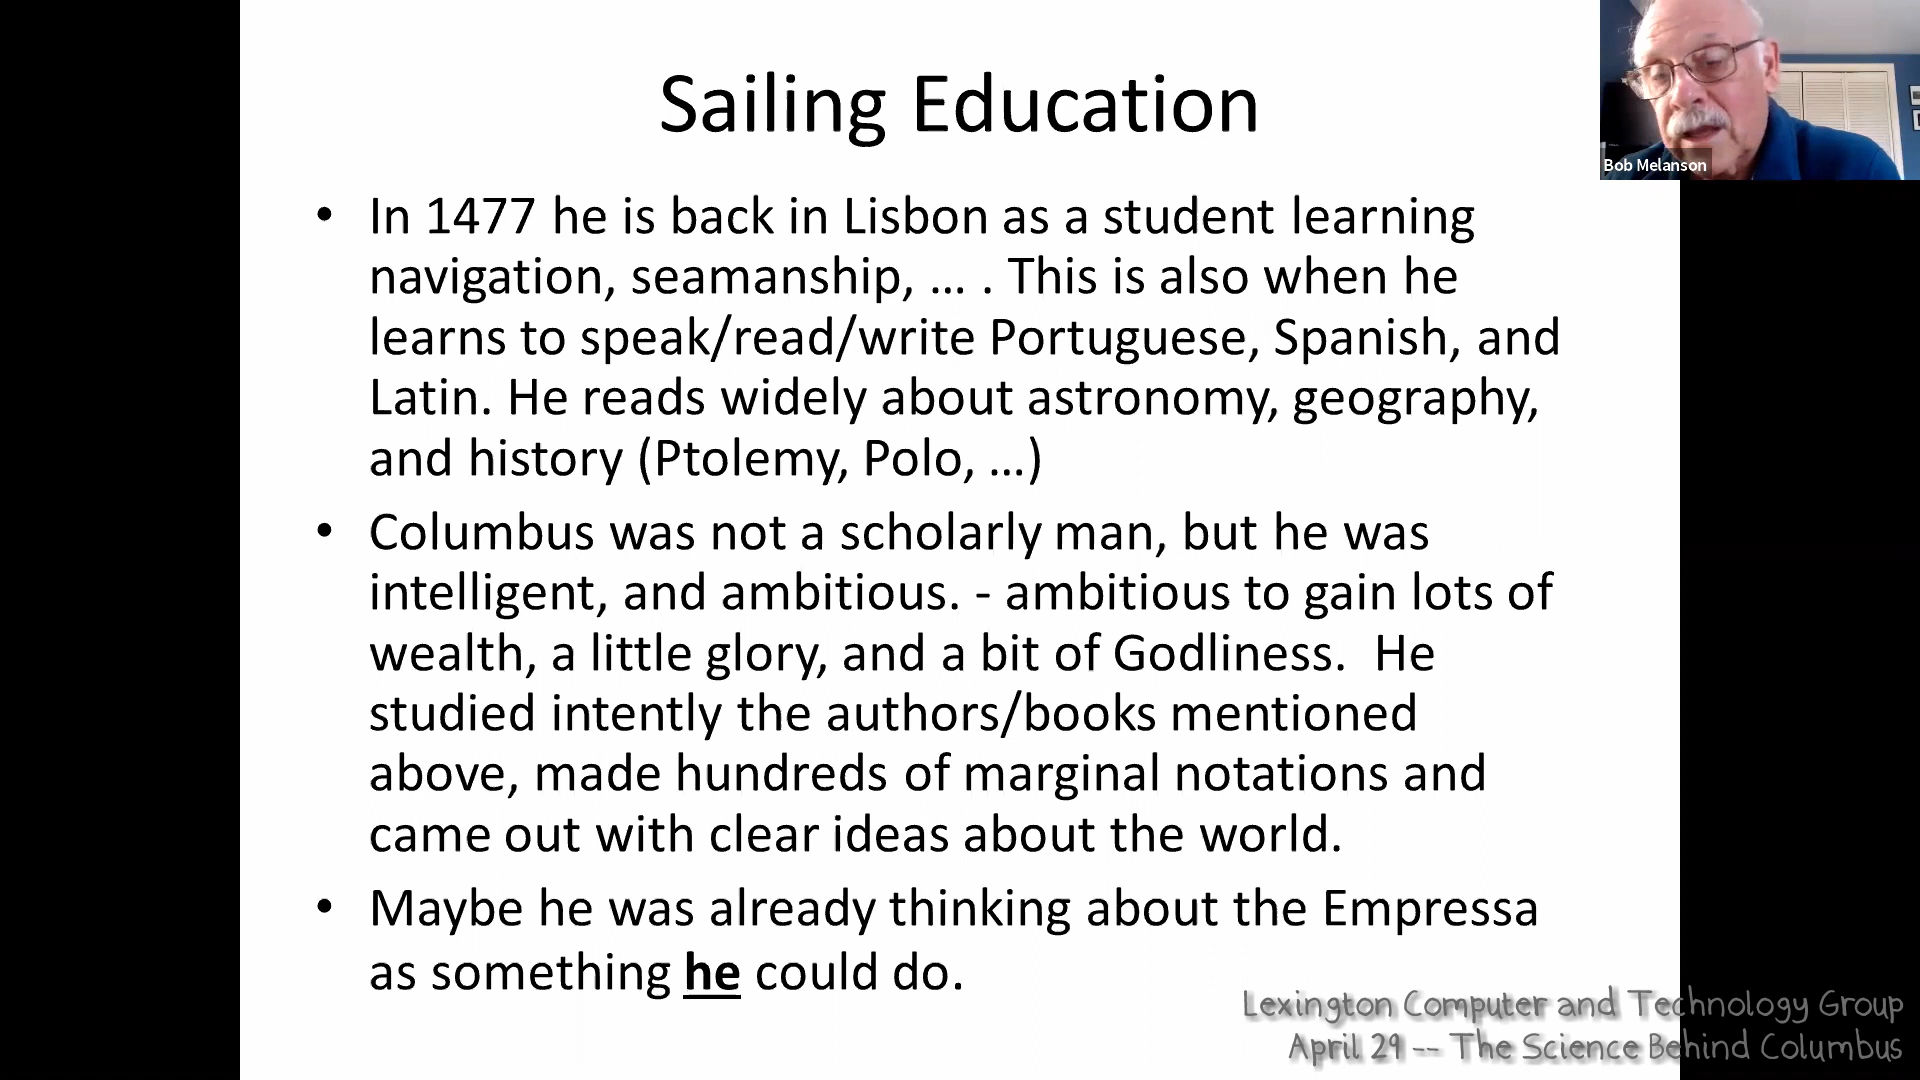 Sailing Education
Bob Melanson
• In 1477 he is back in Lisbon as a student learning
navigation, seamanship, ... . This is also when he
learns to speak/read/write Portuguese, Spanish, and
Latin. He reads widely about astronomy, geography,
and history (Ptolemy, Polo, ...)
• Columbus was not a scholarly man, but he was
intelligent, and ambitious. - ambitious to gain lots of
wealth, a little glory, and a bit of Godliness.  He
studied intently the authors/books mentioned
above, made hundreds of marginal notations and
came out with clear ideas about the world.
• Maybe he was already thinking about the Empressa
as something he could do.
Lexington Computer and Technology Group
April 29 -- The Science Behind Columbus